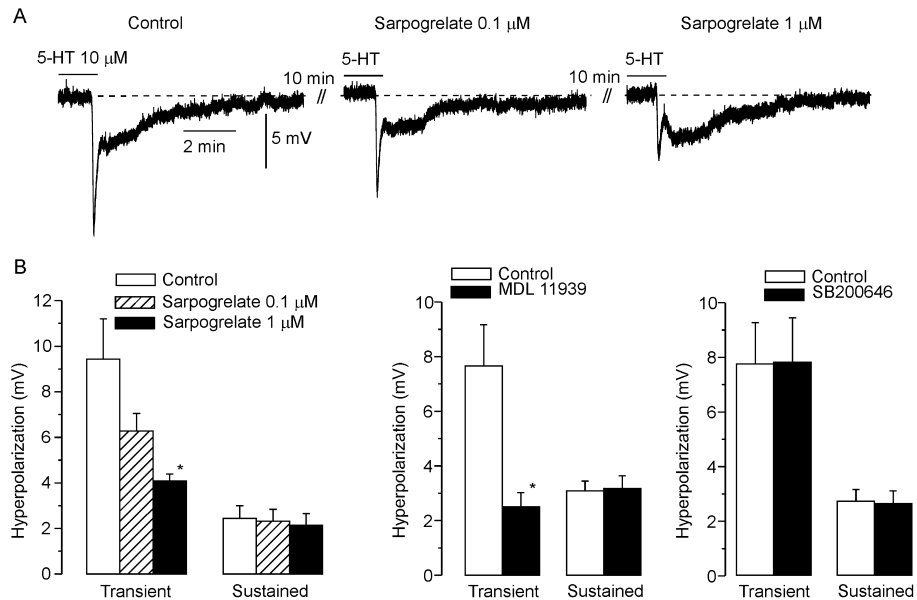 A
Control
Sarpogrelate 0.1 μM
Sarpogrelate 1 μM
5-HT 10 μM
10 min
5-HT
10 min
5-HT
//
//
2 min
5 mV
B
Control
Sarpogrelate 0.1 μM
Sarpogrelate 1 μM
Hyperpolarization (mV)
12
10
8
6
4
2
0
*
Transient
Sustained
Control
MDL 11939
Hyperpolarization (mV)
10
8
6
4
2
0
*
Transient
Sustained
Control
SB200646
Hyperpolarization (mV)
10
8
6
4
2
0
Transient
Sustained